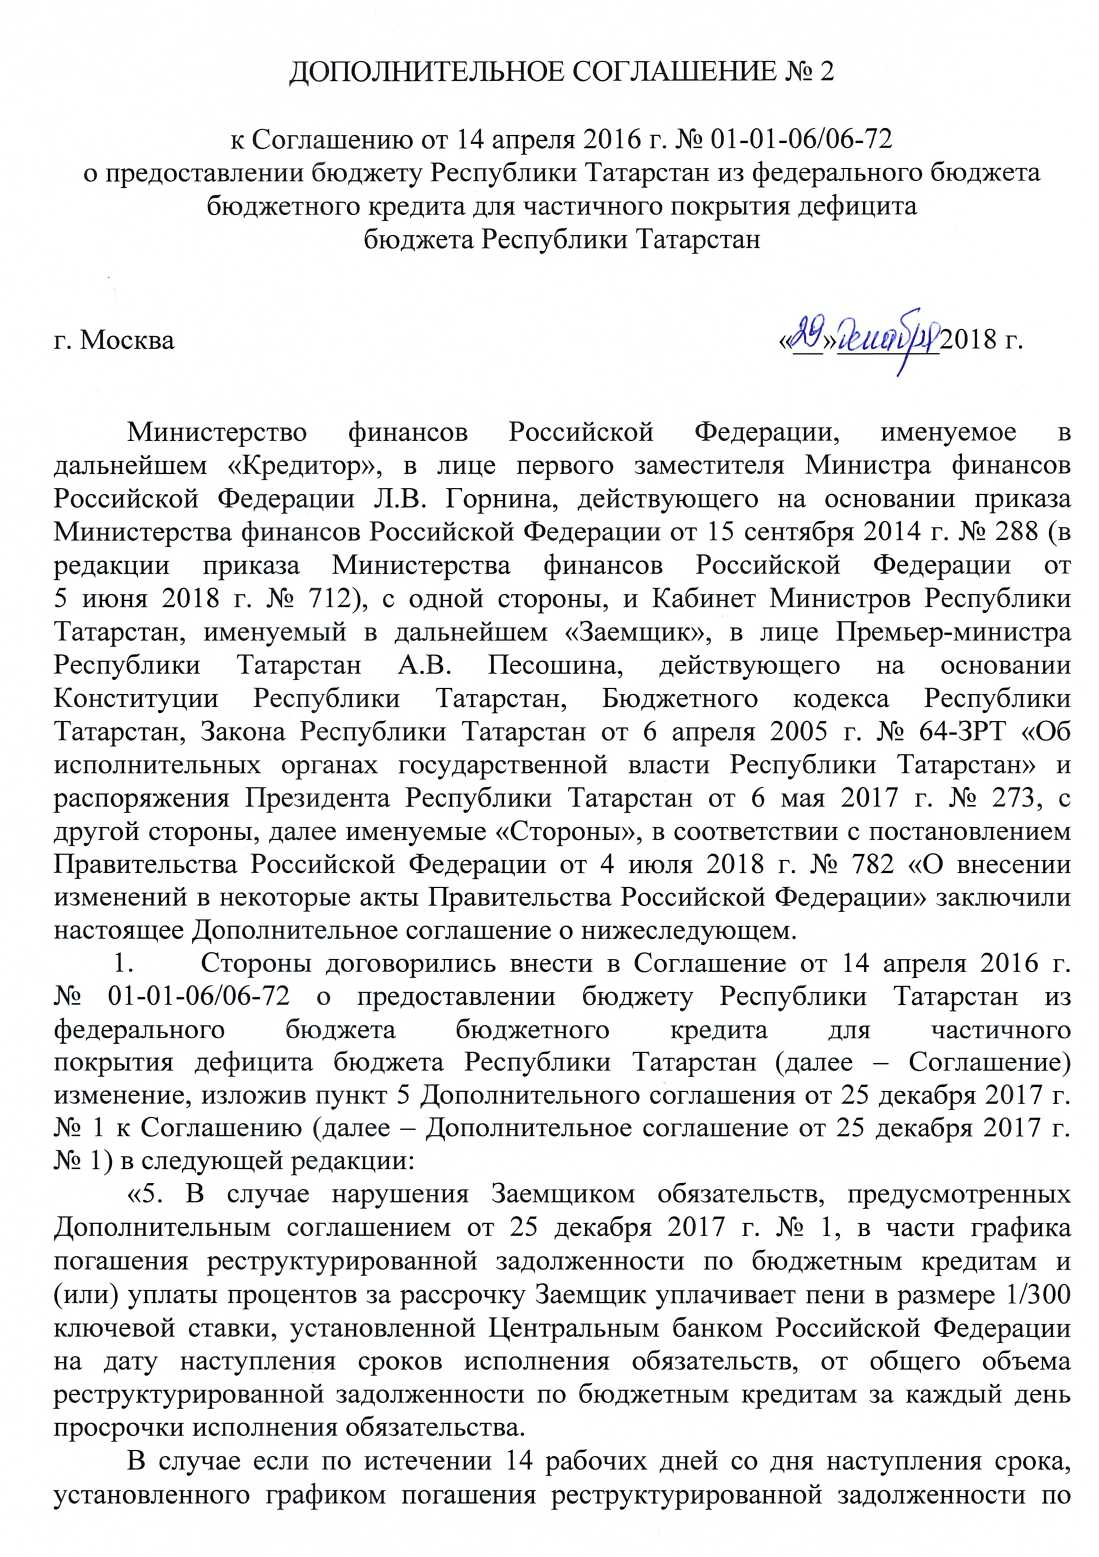 ДОПОЛНИТЕЛЬНОЕ СОГЛАШЕНИЕ № 2
к Соглашению от 14 апреля 2016 г. № 01-01-06/06-72
о предоставлении бюджету Республики Татарстан из федерального бюджета
бюджетного кредита для частичного покрытия дефицита
бюджета Республики Татарстан
г. Москва «29» декабря 2018 г.
Министерство финансов Российской Федерации, именуемое в
дальнейшем «Кредитор», в лице первого заместителя Министра финансов
Российской Федерации Л.В. Горнина, действующего на основании приказа
Министерства финансов Российской Федерации от 15 сентября 2014 г. № 288 (в
редакции приказа Министерства финансов Российской Федерации от
5 июня 2018 г. № 712), с одной стороны, и Кабинет Министров Республики
Татарстан, именуемый в дальнейшем «Заемщик», в лице Премьер-министра
Республики Татарстан А.В. Песошина, действующего на основании
Конституции Республики Татарстан, Бюджетного кодекса Республики
Татарстан, Закона Республики Татарстан от 6 апреля 2005 г. № 64-ЗРТ «Об
исполнительных органах государственной власти Республики Татарстан» и
распоряжения Президента Республики Татарстан от 6 мая 2017 г. № 273, с
другой стороны, далее именуемые «Стороны», в соответствии с постановлением
Правительства Российской Федерации от 4 июля 2018 г. № 782 «О внесении
изменений в некоторые акты Правительства Российской Федерации» заключили
настоящее Дополнительное соглашение о нижеследующем.
1. Стороны договорились внести в Соглашение от 14 апреля 2016 г.
№ 01-01-06/06-72 о предоставлении бюджету Республики Татарстан из
федерального бюджета бюджетного кредита для частичного
покрытия дефицита бюджета Республики Татарстан (далее – Соглашение)
изменение, изложив пункт 5 Дополнительного соглашения от 25 декабря 2017 г.
№ 1 к Соглашению (далее – Дополнительное соглашение от 25 декабря 2017 г.
№ 1) в следующей редакции:
«5. В случае нарушения Заемщиком обязательств, предусмотренных
Дополнительным соглашением от 25 декабря 2017 г. № 1, в части графика
погашения реструктурированной задолженности по бюджетным кредитам и
(или) уплаты процентов за рассрочку Заемщик уплачивает пени в размере 1/300
ключевой ставки, установленной Центральным банком Российской Федерации
на дату наступления сроков исполнения обязательств, от общего объема
реструктурированной задолженности по бюджетным кредитам за каждый день
просрочки исполнения обязательства.
В случае если по истечении 14 рабочих дней со дня наступления срока,
установленного графиком погашения реструктурированной задолженности по